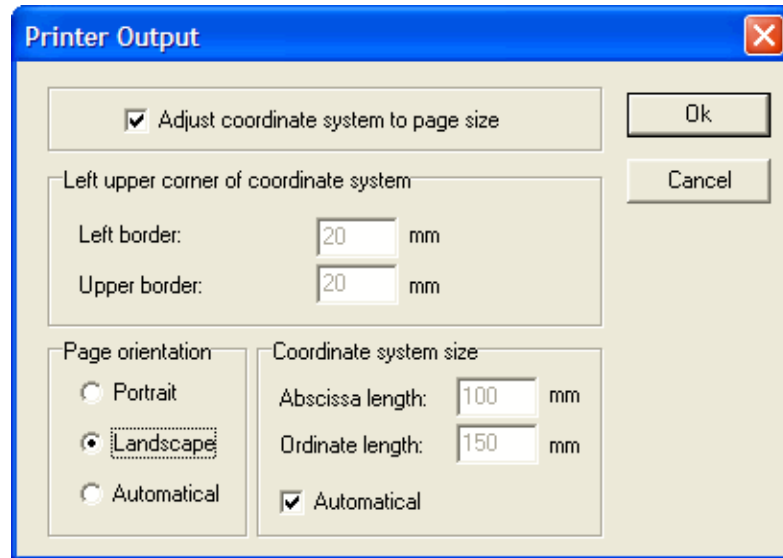 Printer Output
Adjust coordinate system to page size
Ok
Left upper corner of coordinate system
Cancel
Left border: 20 mm
Upper border: 20 mm
Page orientation
Portrait
Landscape
Automatical
Coordinate system size
Abscissa length: 100 mm
Ordinate length: 150 mm
Automatical